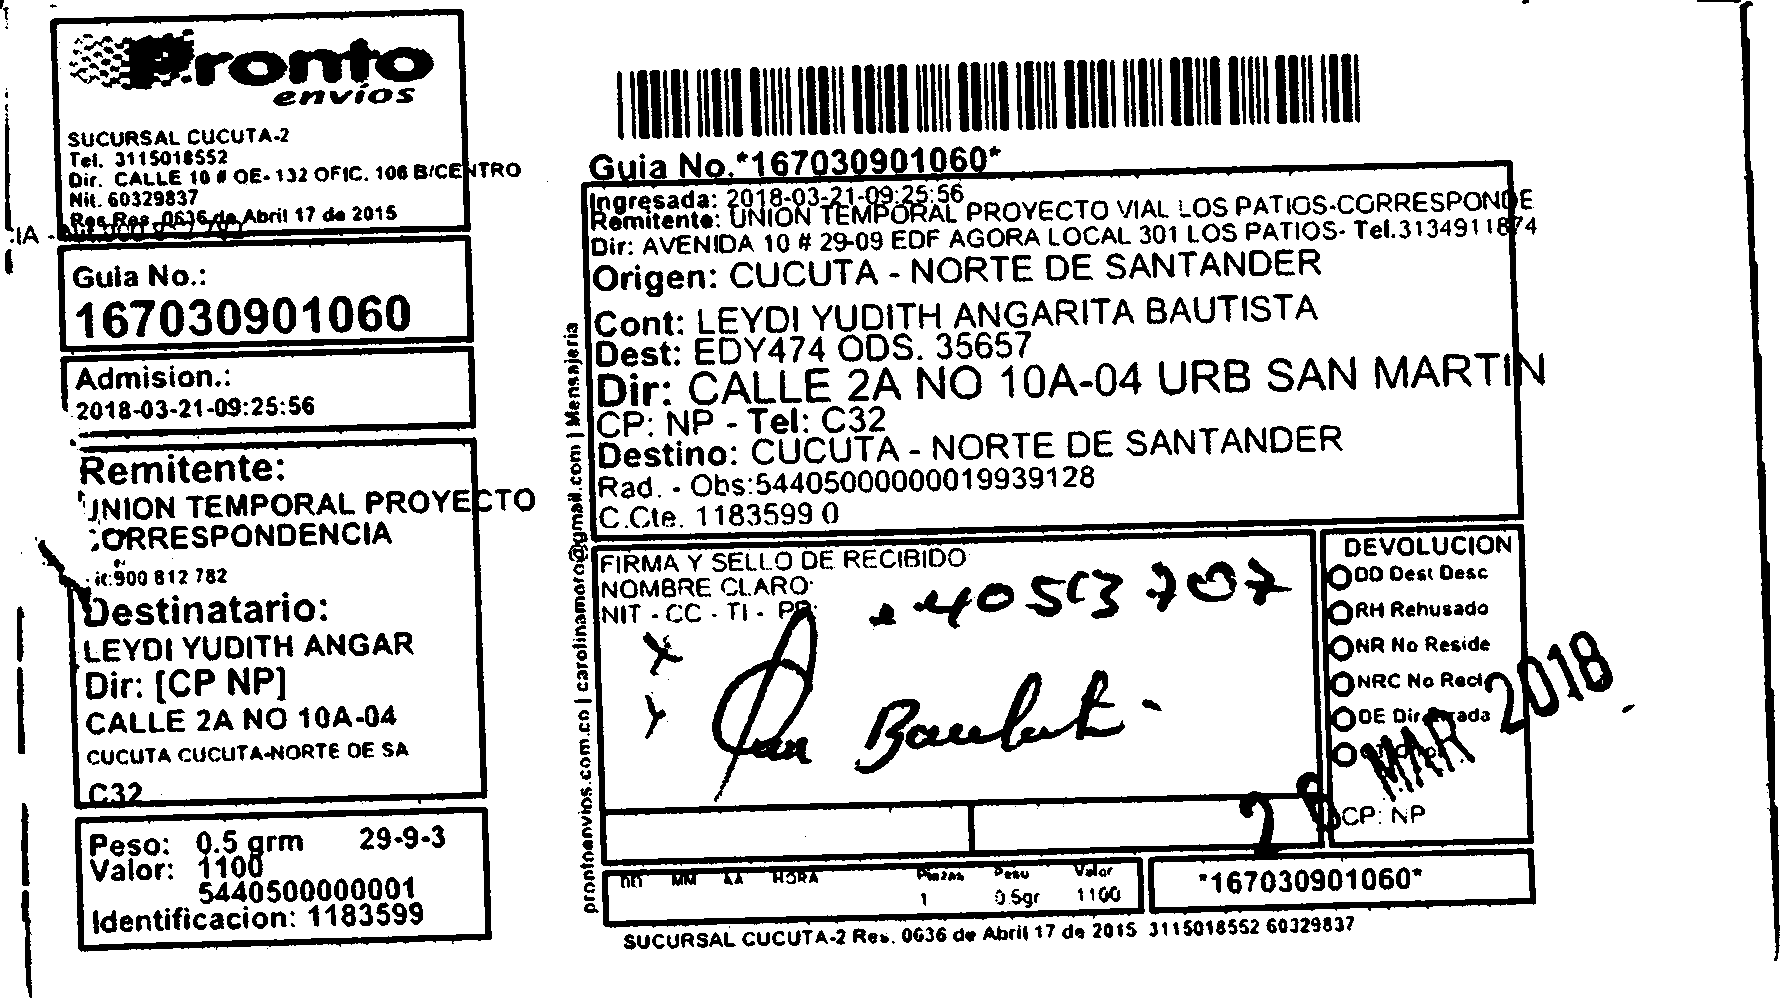 Pronto
envíos
SUCURSAL CUCUTA-2
Tel. 3115018552
Dir. CALLE 10 # OE-132 OFIC. 106 B/CENTRO
Nit. 60329837
Res Res. 0636 de Abril 17 de 2015
Guia No.:
167030901060
Admision.:
2018-03-21-09:25:56
Remitente:
UNION TEMPORAL PROYECTO
CORRESPONDENCIA
900 812 782
Destinatario:
LEYDI YUDITH ANGAR
Dir: [CP NP]
CALLE 2A NO 10A-04
CUCUTA CUCUTA-NORTE DE SA
C32
Peso: 0.5 grm 29-9-3
Valor: 1100
5440500000001
Identificacion: 1183599
prontoenvios.com.co | carolinamaro@gmail.com | Mensajeria
Guia No.*167030901060*
Ingresada: 2018-03-21-09:25:56
Remitente: UNION TEMPORAL PROYECTO VIAL LOS PATIOS-CORRESPONDE
Dir: AVENIDA 10 # 29-09 EDF AGORA LOCAL 301 LOS PATIOS- Tel.3134911874
Origen: CUCUTA - NORTE DE SANTANDER
Cont: LEYDI YUDITH ANGARITA BAUTISTA
Dest: EDY474 ODS. 35657
Dir: CALLE 2A NO 10A-04 URB SAN MARTIN
CP: NP - Tel: C32
Destino: CUCUTA - NORTE DE SANTANDER
Rad. - Obs:54405000000019939128
C.Cte. 1183599 0
FIRMA Y SELLO DE RECIBIDO
NOMBRE CLARO:
NIT - CC - TI - PP:
Bautista
DEVOLUCION
DD Dest Desc
RH Rehusado
NR No Reside
NRC No Recl
DE Dir Errada
MAR 2018
CP: NP
DD MM AA HORA Piezas Peso Valor
1 0.5gr 1100
*167030901060*
SUCURSAL CUCUTA-2 Res. 0636 de Abril 17 de 2015 3115018552 60329837